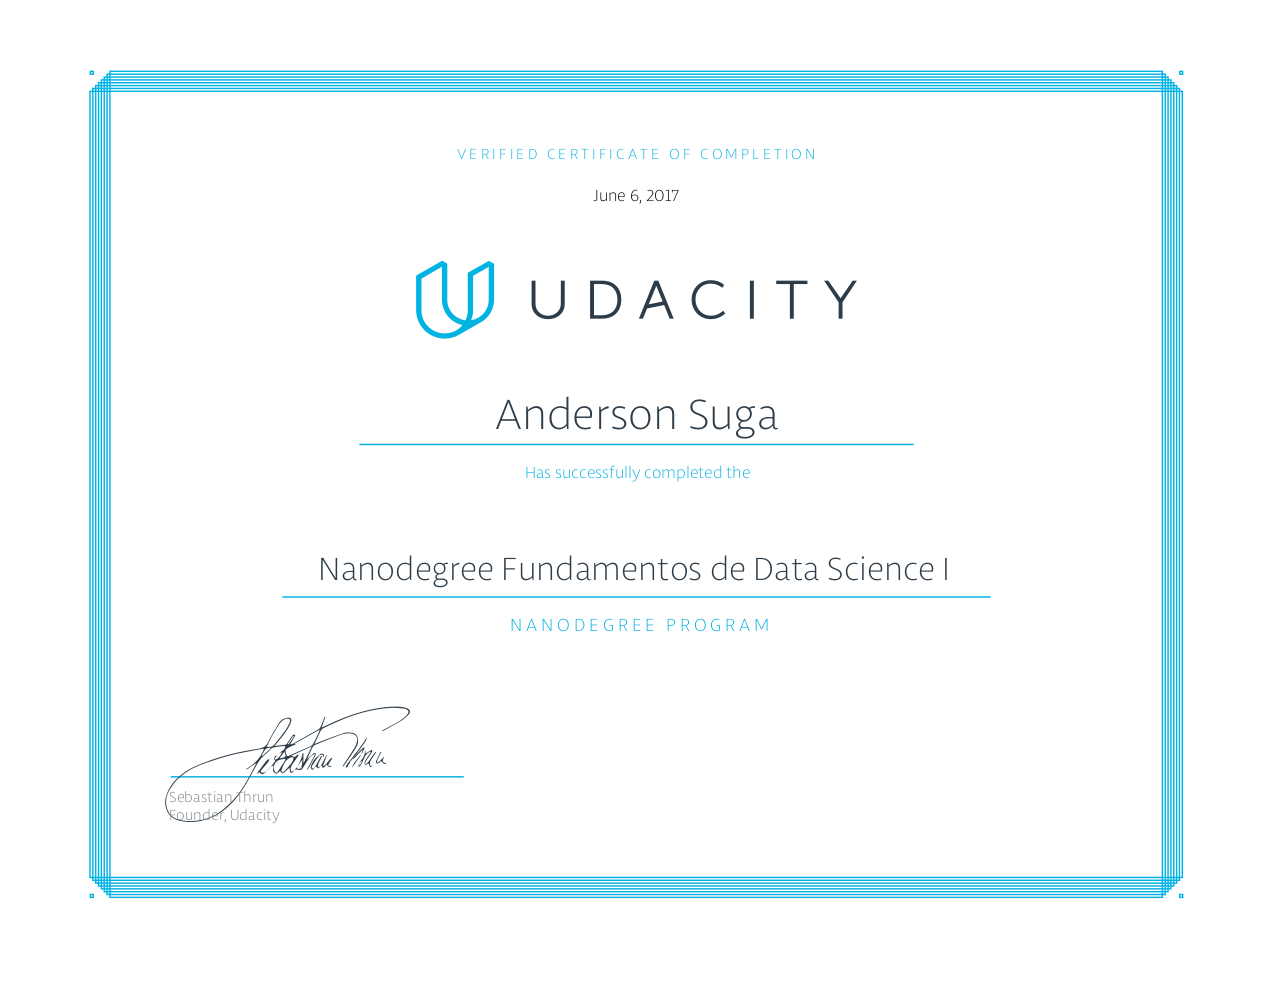 VERIFIED CERTIFICATE OF COMPLETION
June 6, 2017
UDACITY
Anderson Suga
Has successfully completed the
Nanodegree Fundamentos de Data Science I
NANODEGREE PROGRAM
Sebastian Thrun
Sebastian Thrun
Founder, Udacity